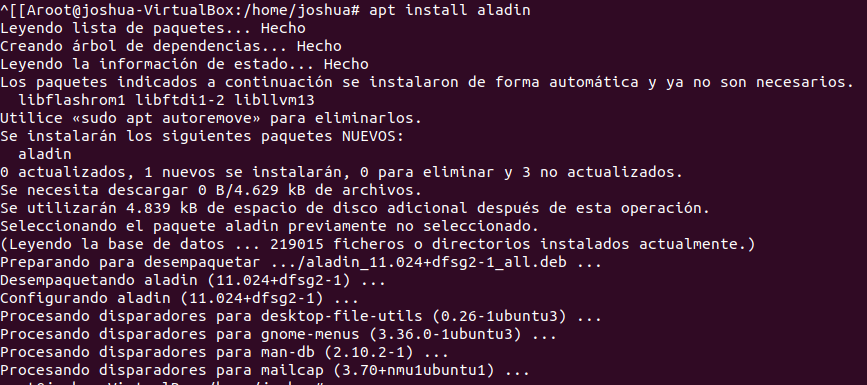 ^[[Aroot@joshua-VirtualBox:/home/joshua# apt install aladin
Leyendo lista de paquetes... Hecho
Creando árbol de dependencias... Hecho
Leyendo la información de estado... Hecho
Los paquetes indicados a continuación se instalaron de forma automática y ya no son necesarios.
  libflashrom1 libftdi1-2 libllvm13
Utilice «sudo apt autoremove» para eliminarlos.
Se instalarán los siguientes paquetes NUEVOS:
  aladin
0 actualizados, 1 nuevos se instalarán, 0 para eliminar y 3 no actualizados.
Se necesita descargar 0 B/4.629 kB de archivos.
Se utilizarán 4.839 kB de espacio de disco adicional después de esta operación.
Seleccionando el paquete aladin previamente no seleccionado.
(Leyendo la base de datos ... 219015 ficheros o directorios instalados actualmente.)
Preparando para desempaquetar .../aladin_11.024+dfsg2-1_all.deb ...
Desempaquetando aladin (11.024+dfsg2-1) ...
Configurando aladin (11.024+dfsg2-1) ...
Procesando disparadores para desktop-file-utils (0.26-1ubuntu3) ...
Procesando disparadores para gnome-menus (3.36.0-1ubuntu3) ...
Procesando disparadores para man-db (2.10.2-1) ...
Procesando disparadores para mailcap (3.70+nmu1ubuntu1) ...